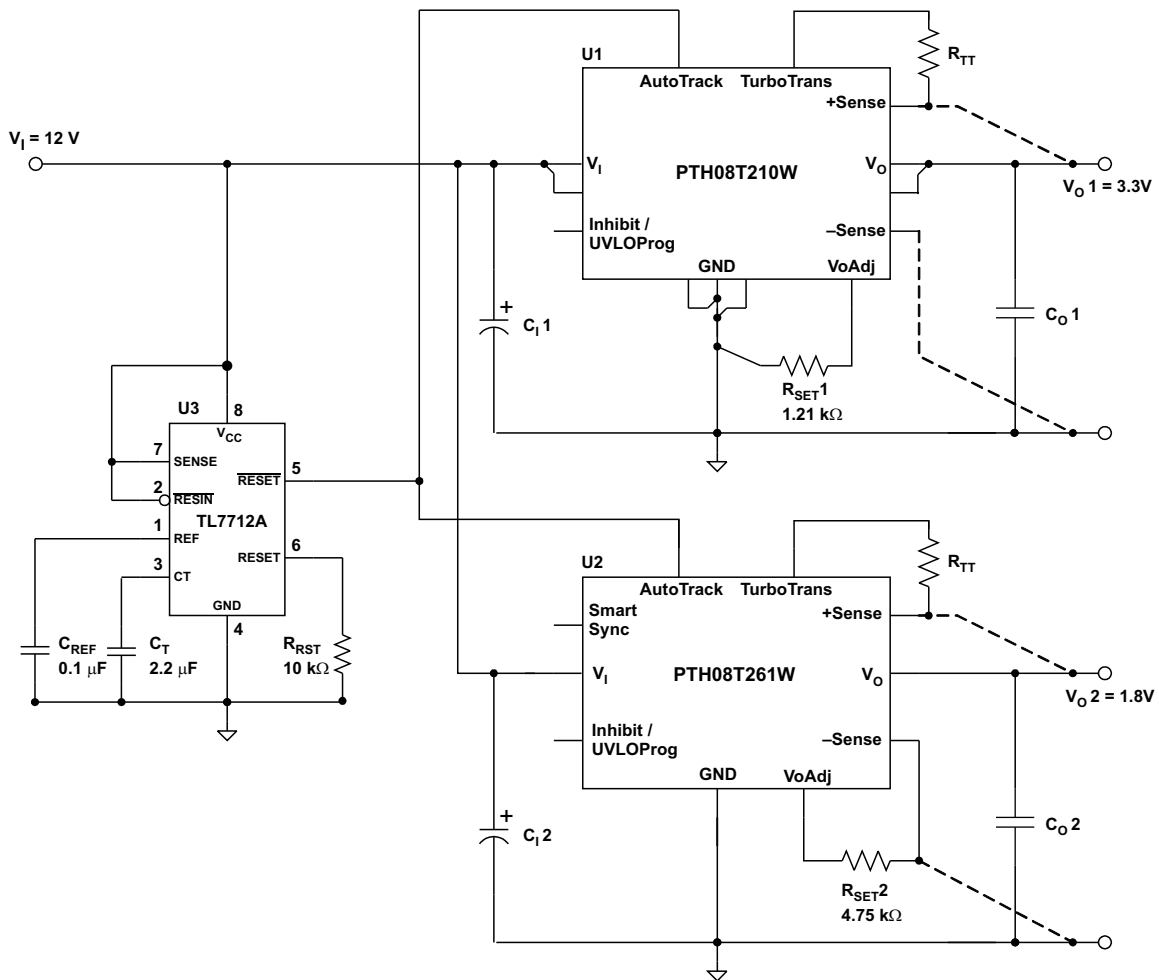 U1
AutoTrack TurboTrans
R_TT
+Sense
V_I = 12 V
V_I
PTH08T210W
V_O
V_O 1 = 3.3V
Inhibit /
UVLOProg
–Sense
GND
VoAdj
+
C_I 1
C_O 1
R_SET 1
1.21 kΩ
U3
8
V_CC
7
SENSE
5
RESET
2
RESIN
TL7712A
1
REF
6
RESET
3
CT
GND
4
C_REF
0.1 μF
C_T
2.2 μF
R_RST
10 kΩ
U2
AutoTrack TurboTrans
R_TT
Smart
Sync
+Sense
V_I
PTH08T261W
V_O
V_O 2 = 1.8V
Inhibit /
UVLOProg
–Sense
GND
VoAdj
+
C_I 2
C_O 2
R_SET 2
4.75 kΩ